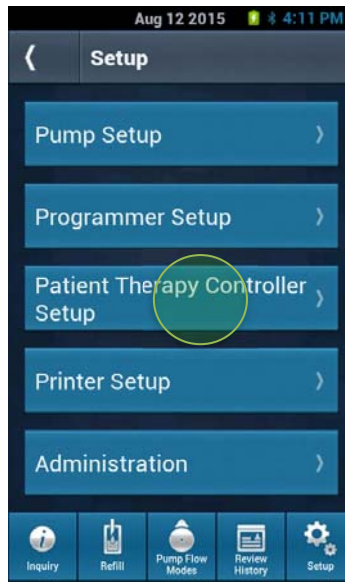 Aug 12 2015 4:11 PM
Setup
Pump Setup
Programmer Setup
Patient Therapy Controller
Setup
Printer Setup
Administration
Inquiry
Refill
Pump Flow
Modes
Review
History
Setup